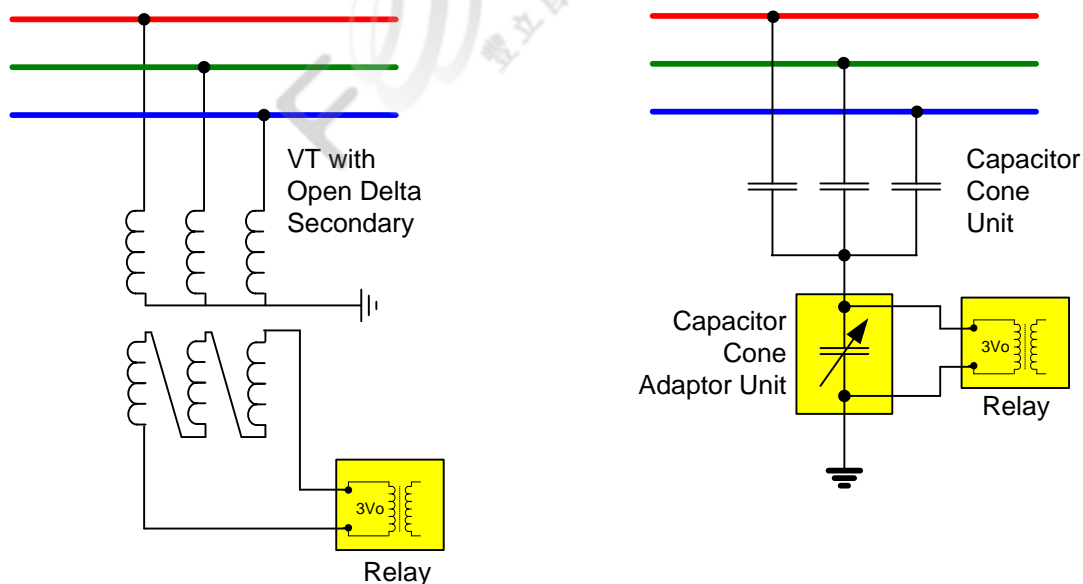 VT with
Open Delta
Secondary
3Vo
Relay
Capacitor
Cone
Unit
Capacitor
Cone
Adaptor Unit
3Vo
Relay